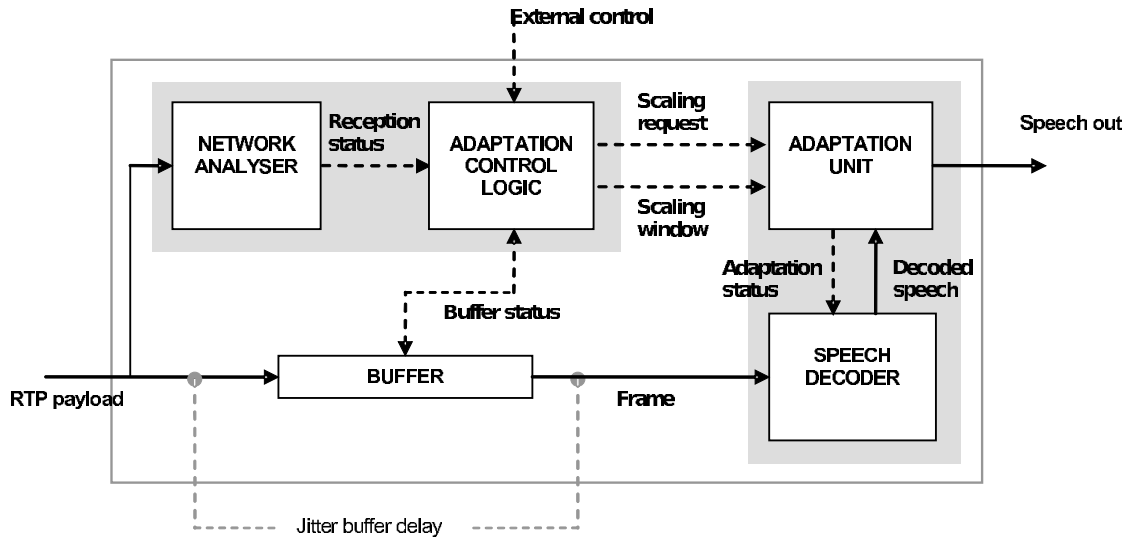 External control
NETWORK
ANALYSER
Reception
status
ADAPTATION
CONTROL
LOGIC
Scaling
request
Scaling
window
ADAPTATION
UNIT
Speech out
Adaptation
status
Decoded
speech
Buffer status
BUFFER
SPEECH
DECODER
RTP payload
Frame
Jitter buffer delay